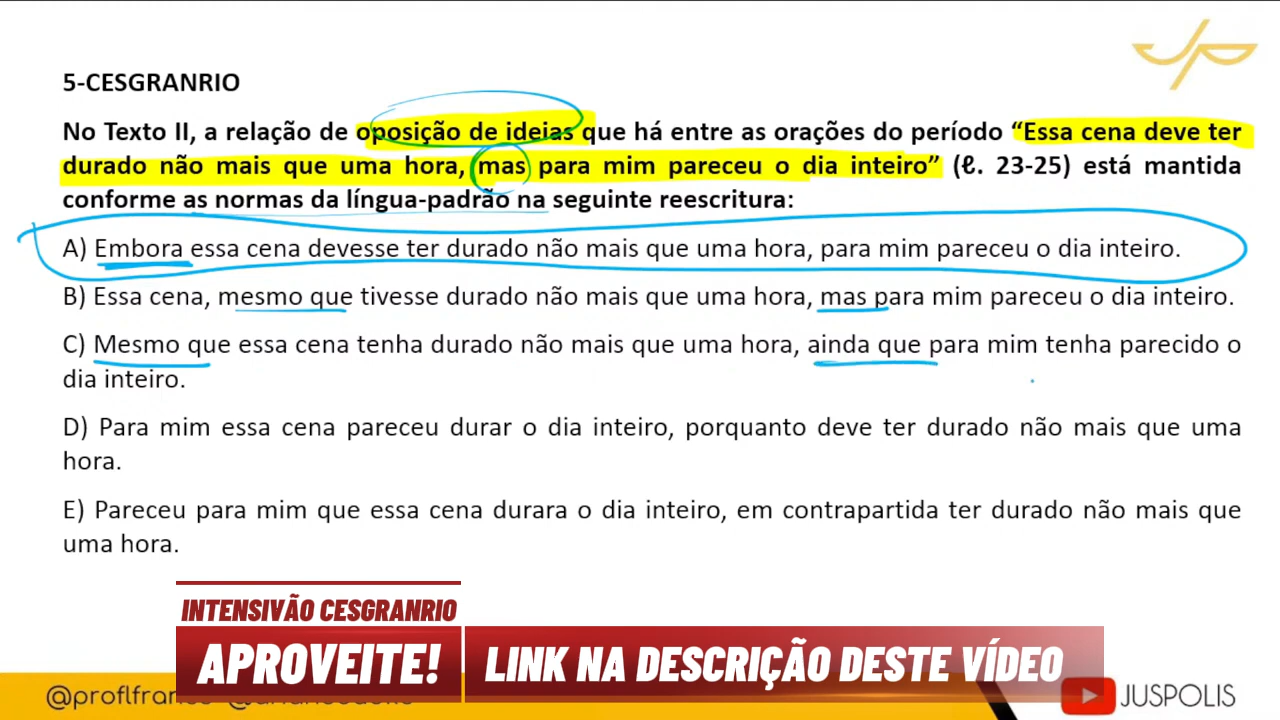 JP
5-CESGRANRIO
No Texto II, a relação de oposição de ideias que há entre as orações do período “Essa cena deve ter
durado não mais que uma hora, mas para mim pareceu o dia inteiro” (ℓ. 23-25) está mantida
conforme as normas da língua-padrão na seguinte reescritura:
A) Embora essa cena devesse ter durado não mais que uma hora, para mim pareceu o dia inteiro.
B) Essa cena, mesmo que tivesse durado não mais que uma hora, mas para mim pareceu o dia inteiro.
C) Mesmo que essa cena tenha durado não mais que uma hora, ainda que para mim tenha parecido o
dia inteiro.
D) Para mim essa cena pareceu durar o dia inteiro, porquanto deve ter durado não mais que uma
hora.
E) Pareceu para mim que essa cena durara o dia inteiro, em contrapartida ter durado não mais que
uma hora.
INTENSIVÃO CESGRANRIO
APROVEITE! LINK NA DESCRIÇÃO DESTE VÍDEO
JUSPOLIS